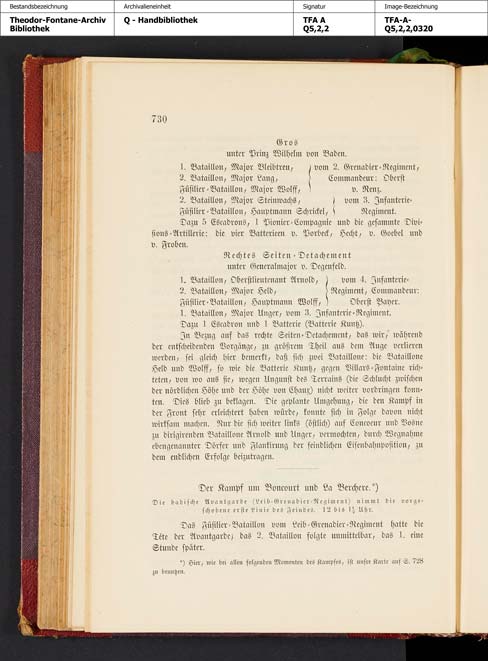 Bestandsbezeichnung
Archivalieneinheit
Signatur
Image-Bezeichnung
Theodor-Fontane-Archiv
Bibliothek
Q - Handbibliothek
TFA A
Q5,2,2
TFA-A-
Q5,2,2,0320
730
Gros
unter Prinz Wilhelm von Baden.
1. Bataillon, Major Bleibtreu,
2. Bataillon, Major Lang,
Füsilier-Bataillon, Major Wolff,
vom 2. Grenadier-Regiment,
Commandeur: Oberst
v. Renz.
2. Bataillon, Major Steinwachs,
Füsilier-Bataillon, Hauptmann Schrickel,
vom 3. Infanterie-
Regiment.
Dazu 5 Escadrons, 1 Pionier-Compagnie und die gesammte Divi-
sions-Artillerie: die vier Batterieen v. Porbeck, Hecht, v. Goebel und
v. Froben.
Rechtes Seiten-Detachement
unter Generalmajor v. Degenfeld.
1. Bataillon, Oberstlieutenant Arnold,
2. Bataillon, Major Held,
Füsilier-Bataillon, Hauptmann Wolff,
vom 4. Infanterie-
Regiment, Commandeur:
Oberst Bayer.
1. Bataillon, Major Unger, vom 3. Infanterie-Regiment.
Dazu 1 Escadron und 1 Batterie (Batterie Kuntz).
In Bezug auf das rechte Seiten-Detachement, das wir, während
der entscheidenden Vorgänge, zu größrem Theil aus dem Auge verlieren
werden, sei gleich hier bemerkt, daß sich zwei Bataillone: die Bataillone
Held und Wolff, so wie die Batterie Kuntz, gegen Villars-Fontaine rich-
teten, von wo aus sie, wegen Ungunst des Terrains (die Schlucht zwischen
der nördlichen Höhe und der Höhe von Chaux) nicht weiter vordringen konn-
ten. Dies blieb zu beklagen. Die geplante Umgehung, die den Kampf in
der Front sehr erleichtert haben würde, konnte sich in Folge davon nicht
wirksam machen. Nur die sich weiter links (östlich) auf Concoeur und Vosne
zu dirigirenden Bataillone Arnold und Unger, vermochten, durch Wegnahme
ebengenannter Dörfer und Flankirung der feindlichen Eisenbahnposition, zu
dem endlichen Erfolge beizutragen.
Der Kampf um Boncourt und La Berchere.*)
Die badische Avantgarde (Leib-Grenadier-Regiment) nimmt die vorge-
schobene erste Linie des Feindes. 12 bis 1½ Uhr.
Das Füsilier-Bataillon vom Leib-Grenadier-Regiment hatte die
Tête der Avantgarde; das 2. Bataillon folgte unmittelbar, das 1. eine
Stunde später.
*) Hier, wie bei allen folgenden Momenten des Kampfes, ist unser Karte auf S. 728
zu benutzen.